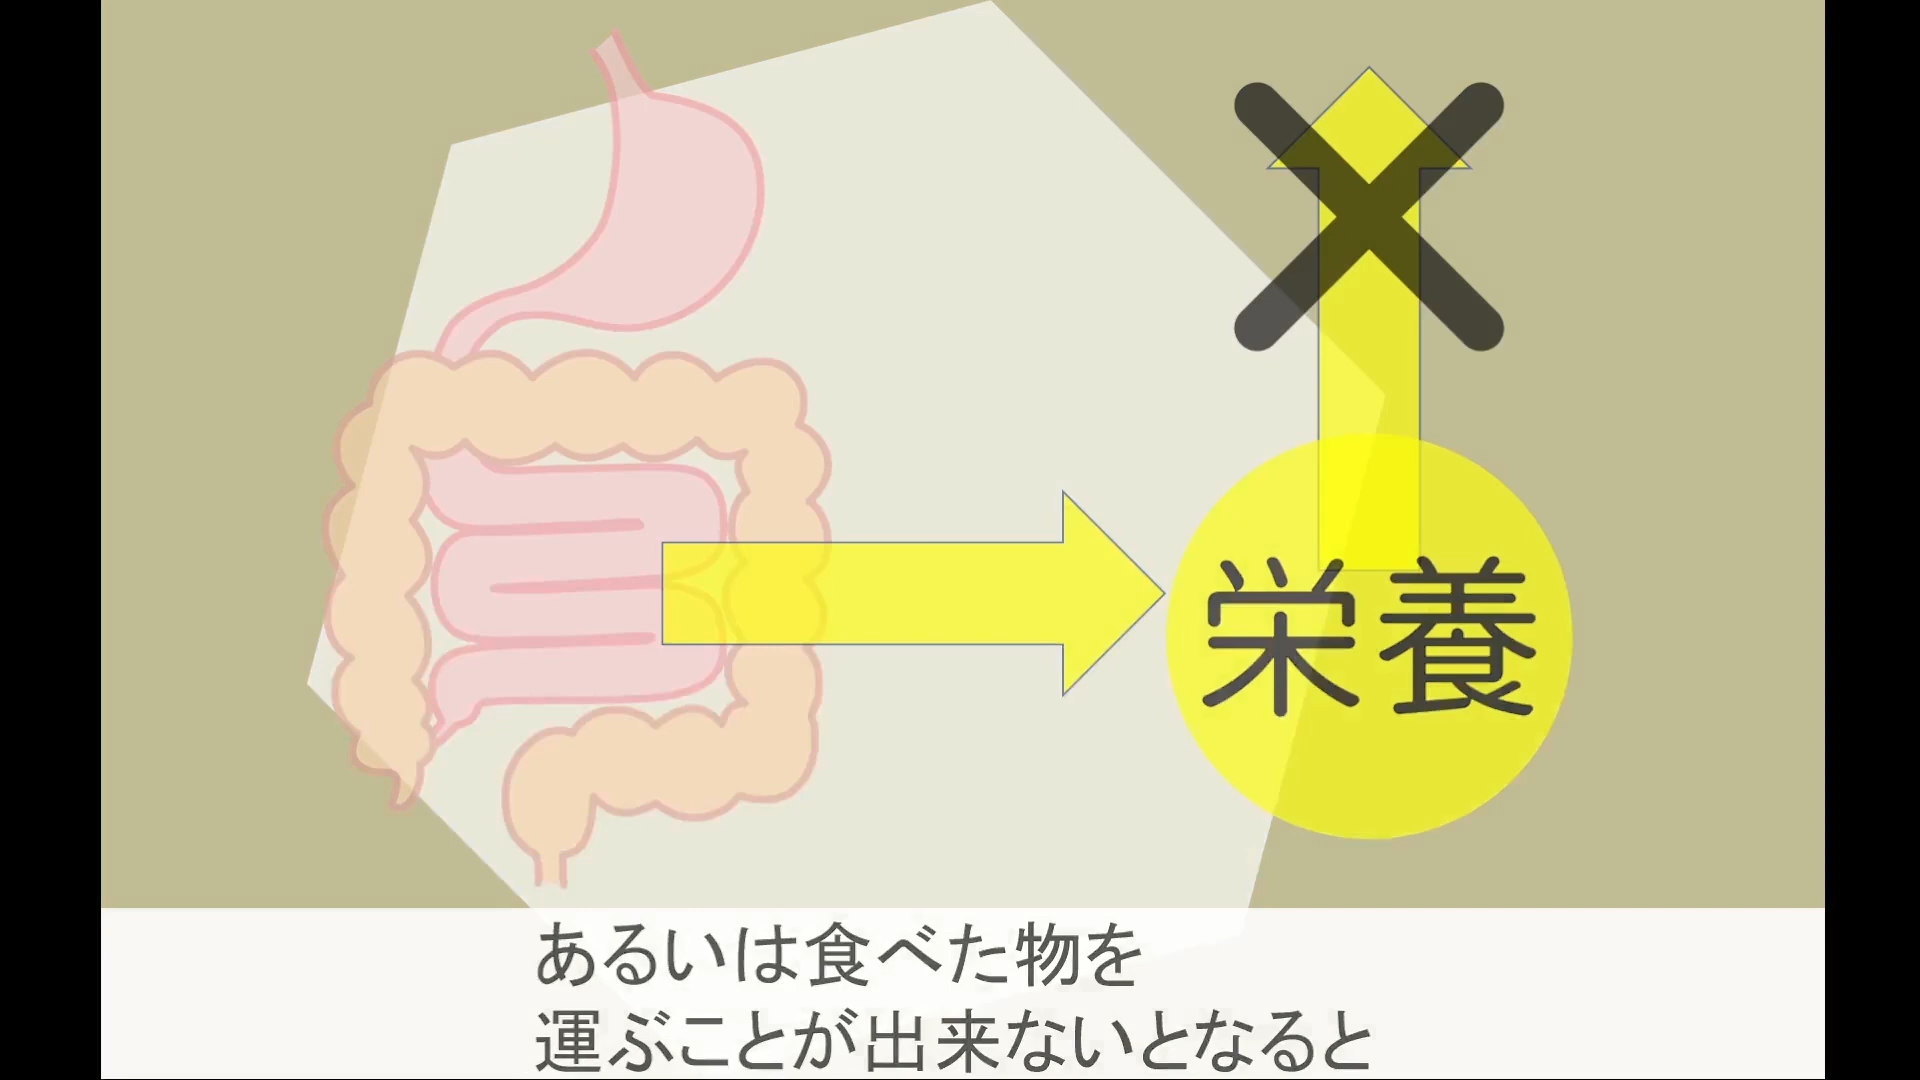 栄養
あるいは食べた物を
運ぶことが出来ないとなると